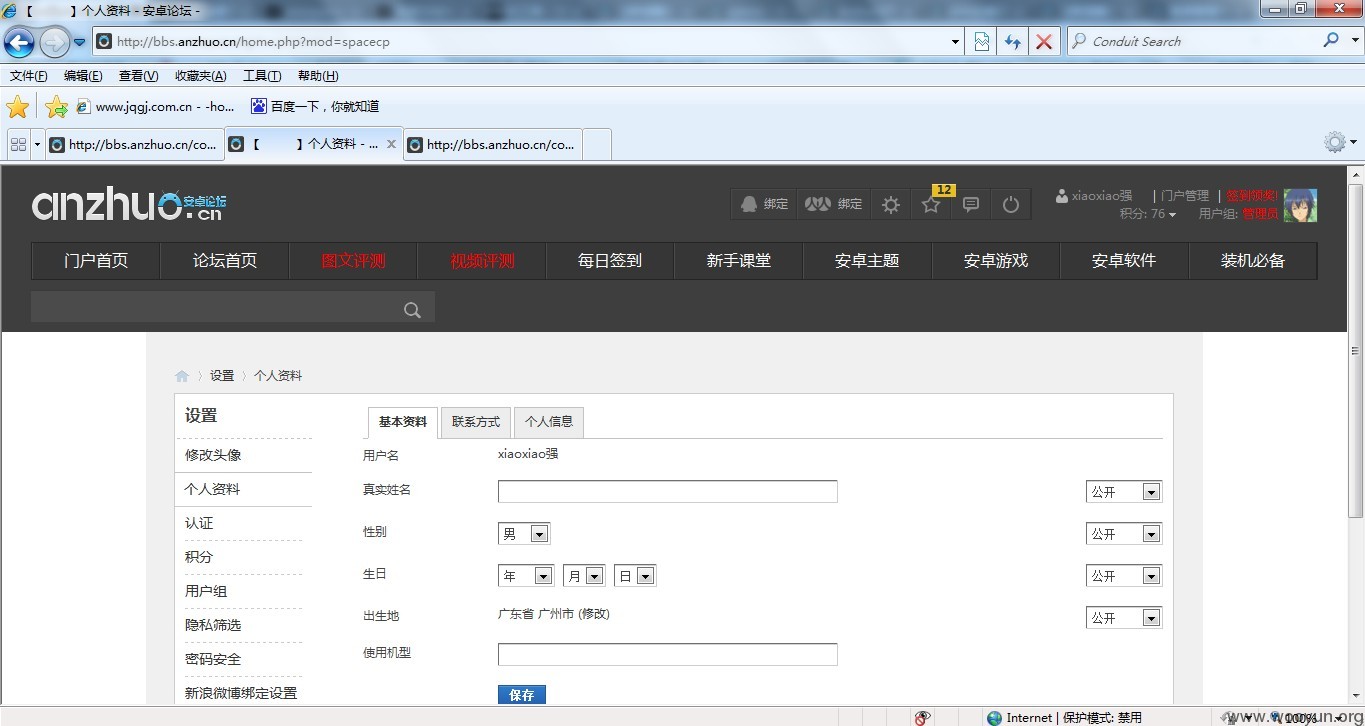 【 】个人资料 - 安卓论坛 -
http://bbs.anzhuo.cn/home.php?mod=spacecp
Conduit Search
文件(F) 编辑(E) 查看(V) 收藏夹(A) 工具(T) 帮助(H)
www.jqgj.com.cn - -ho... 百度一下，你就知道
http://bbs.anzhuo.cn/co... 【 】个人资料 - ... http://bbs.anzhuo.cn/co...
anzhuo.cn 安卓论坛
绑定 绑定 12 xiaoxiao强 | 门户管理 | 签到领奖!
积分: 76 用户组: 管理员
门户首页 论坛首页 图文评测 视频评测 每日签到 新手课堂 安卓主题 安卓游戏 安卓软件 装机必备
设置 个人资料
设置
修改头像
个人资料
认证
积分
用户组
隐私筛选
密码安全
新浪微博绑定设置
基本资料 联系方式 个人信息
用户名 xiaoxiao强
真实姓名 公开
性别 男 公开
生日 年 月 日 公开
出生地 广东省 广州市 (修改) 公开
使用机型
保存
Internet | 保护模式: 禁用 100%
www.wooyun.org